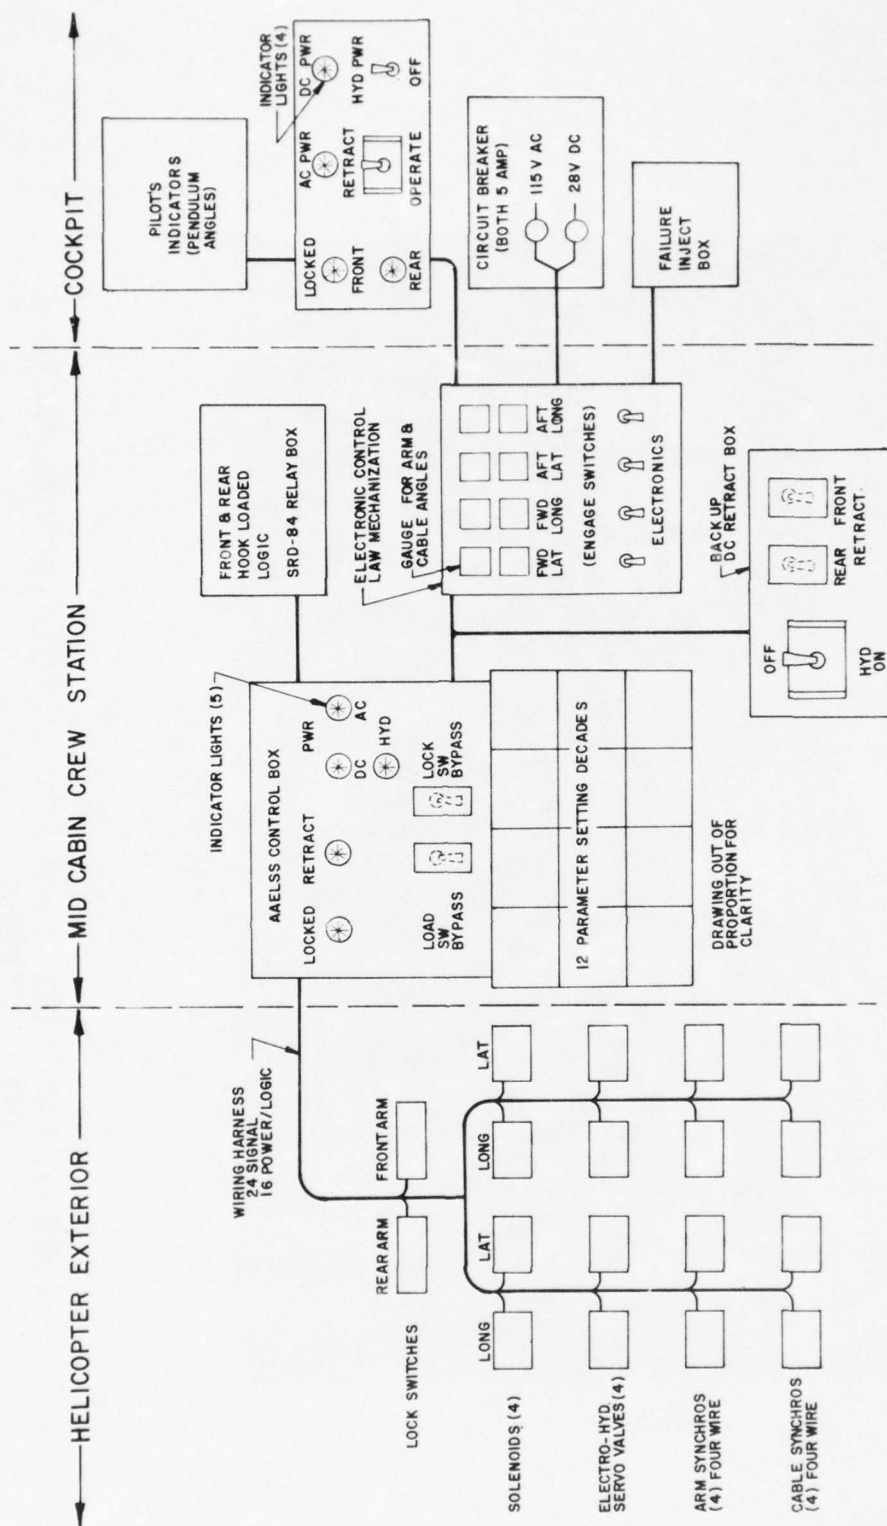 HELICOPTER EXTERIOR
MID CABIN CREW STATION
COCKPIT
WIRING HARNESS
24 SIGNAL
16 POWER/LOGIC
REAR ARM
FRONT ARM
LOCK SWITCHES
LONG
LAT
LONG
LAT
SOLENOIDS (4)
ELECTRO-HYD
SERVO VALVES (4)
ARM SYNCHROS
(4) FOUR WIRE
CABLE SYNCHROS
(4) FOUR WIRE
INDICATOR LIGHTS (5)
AAELSS CONTROL BOX
LOCKED
RETRACT
PWR
DC
AC
HYD
LOAD
SW
BYPASS
LOCK
SW
BYPASS
12 PARAMETER SETTING DECADES
DRAWING OUT OF
PROPORTION FOR
CLARITY
FRONT & REAR
HOOK LOADED
LOGIC
SRD-84 RELAY BOX
ELECTRONIC CONTROL
LAW MECHANIZATION
GAUGE FOR ARM &
CABLE ANGLES
FWD
LAT
FWD
LONG
AFT
LAT
AFT
LONG
(ENGAGE SWITCHES)
ELECTRONICS
BACK UP
DC RETRACT BOX
OFF
HYD
ON
REAR
FRONT
RETRACT
PILOT'S
INDICATORS
(PENDULUM
ANGLES)
INDICATOR
LIGHTS (4)
LOCKED
FRONT
REAR
AC PWR
DC PWR
RETRACT
OPERATE
HYD PWR
OFF
CIRCUIT BREAKER
(BOTH 5 AMP)
115V AC
28V DC
FAILURE
INJECT
BOX